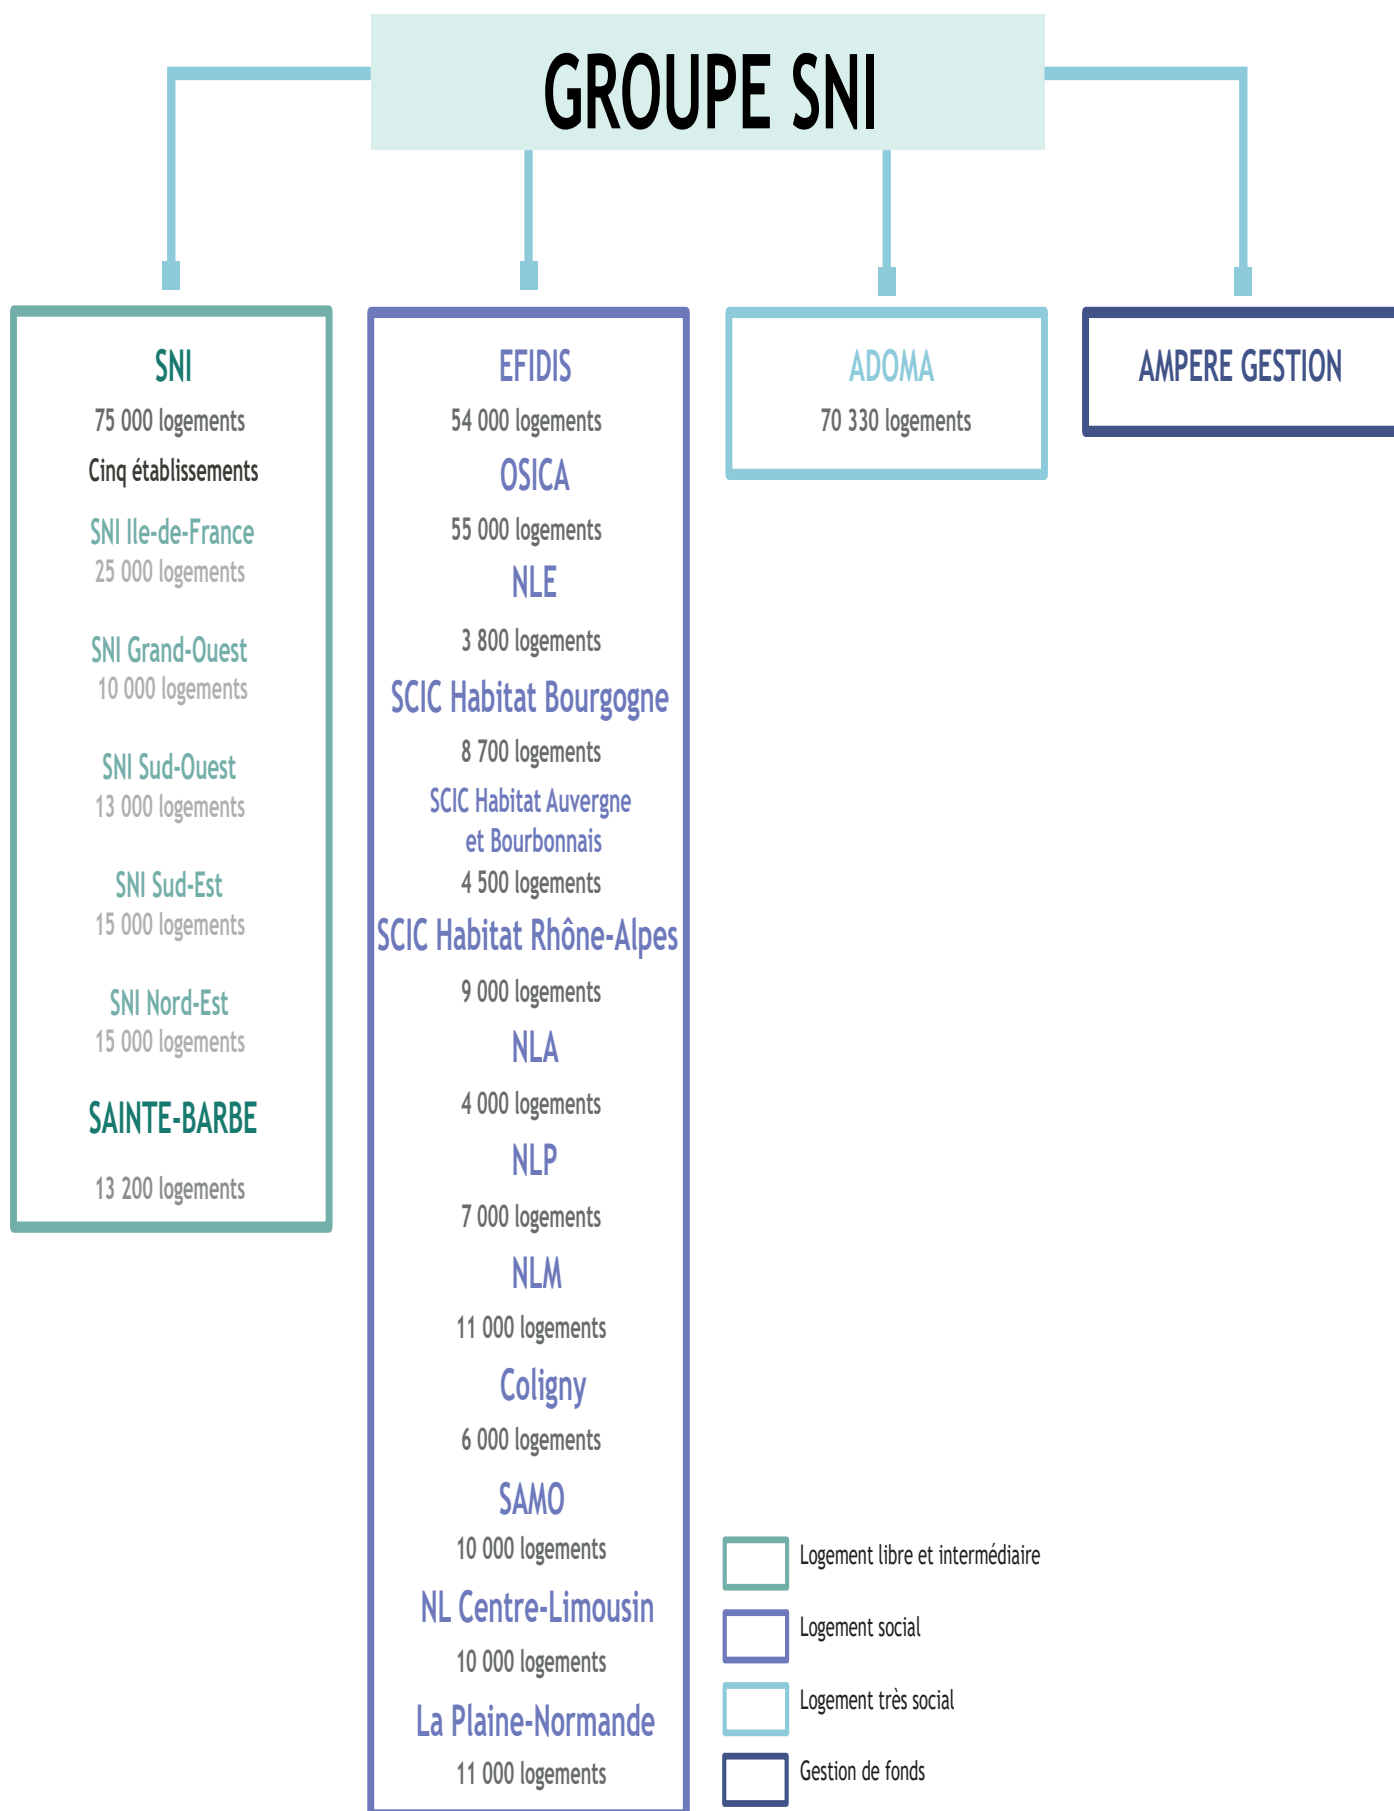 GROUPE SNI
SNI
75 000 logements
Cinq établissements
SNI Ile-de-France
25 000 logements
SNI Grand-Ouest
10 000 logements
SNI Sud-Ouest
13 000 logements
SNI Sud-Est
15 000 logements
SNI Nord-Est
15 000 logements
SAINTE-BARBE
13 200 logements
EFIDIS
54 000 logements
OSICA
55 000 logements
NLE
3 800 logements
SCIC Habitat Bourgogne
8 700 logements
SCIC Habitat Auvergne
et Bourbonnais
4 500 logements
SCIC Habitat Rhône-Alpes
9 000 logements
NLA
4 000 logements
NLP
7 000 logements
NLM
11 000 logements
Coligny
6 000 logements
SAMO
10 000 logements
NL Centre-Limousin
10 000 logements
La Plaine-Normande
11 000 logements
ADOMA
70 330 logements
AMPERE GESTION
Logement libre et intermédiaire
Logement social
Logement très social
Gestion de fonds